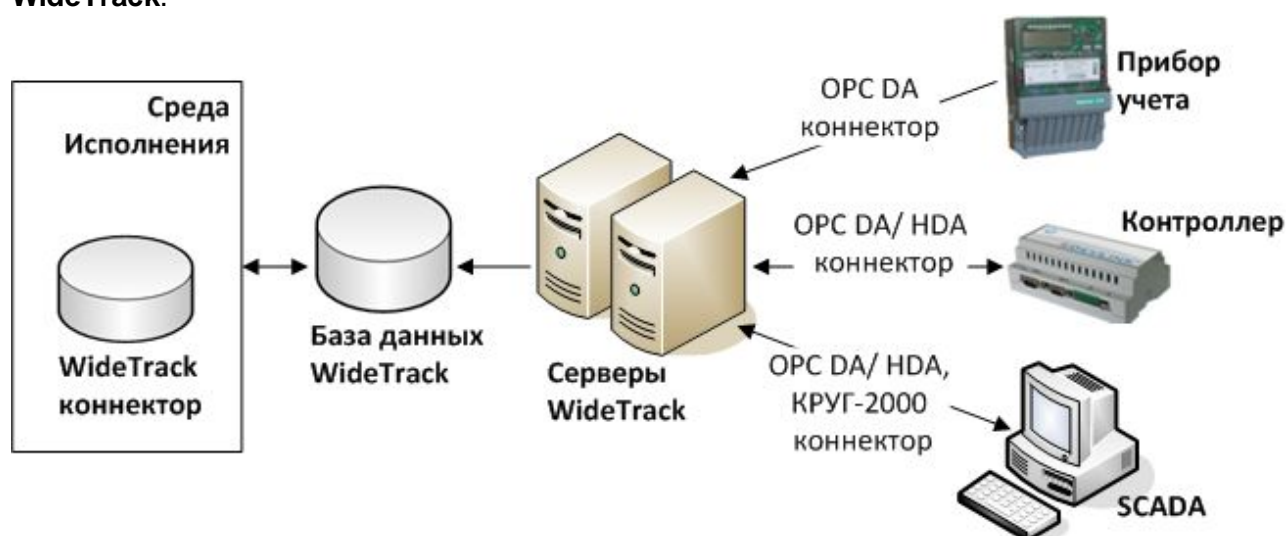 WideTrack.
Среда
Исполнения
WideTrack
коннектор
База данных
WideTrack
Серверы
WideTrack
OPC DA
коннектор
Прибор
учета
OPC DA/ HDA
коннектор
Контроллер
OPC DA/ HDA,
КРУГ-2000
коннектор
SCADA